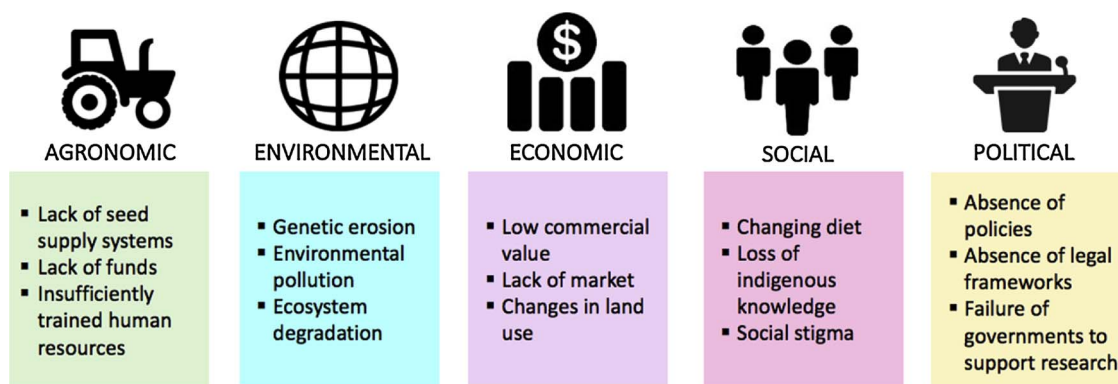 $
AGRONOMIC
▪ Lack of seed
supply systems
▪ Lack of funds
▪ Insufficiently
trained human
resources
ENVIRONMENTAL
▪ Genetic erosion
▪ Environmental
pollution
▪ Ecosystem
degradation
ECONOMIC
▪ Low commercial
value
▪ Lack of market
▪ Changes in land
use
SOCIAL
▪ Changing diet
▪ Loss of
indigenous
knowledge
▪ Social stigma
POLITICAL
▪ Absence of
policies
▪ Absence of legal
frameworks
▪ Failure of
governments to
support research